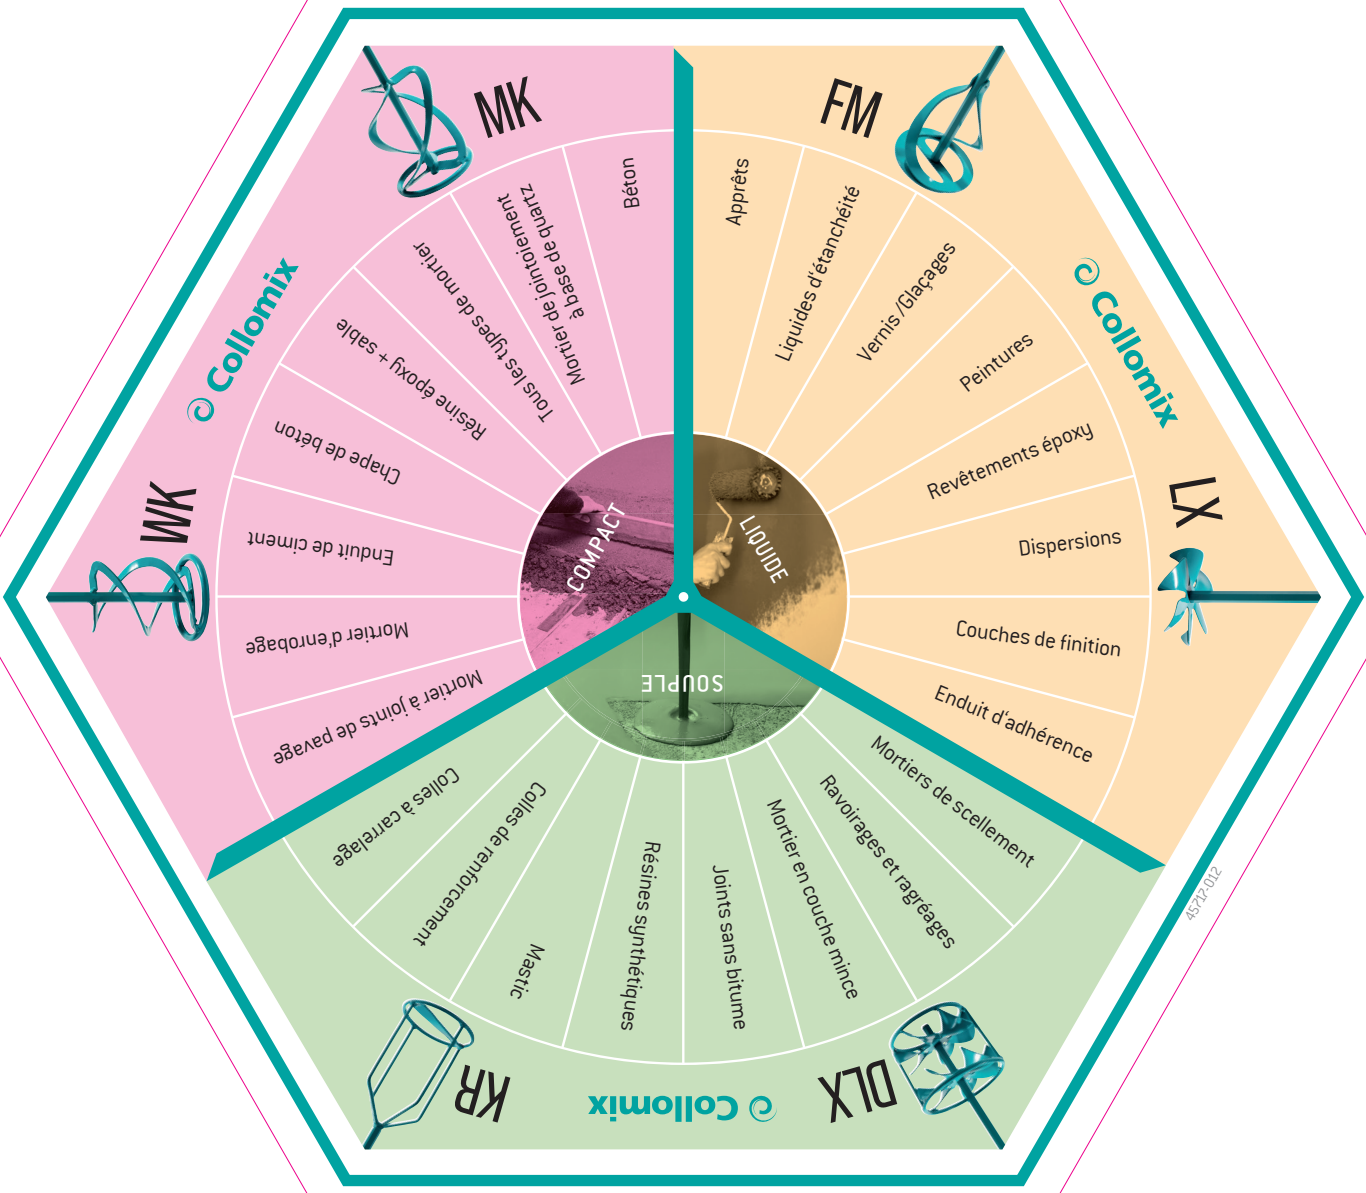 MK
Collomix
WK
Béton
Mortier de jointoiement
à base de quartz
Tous les types de mortier
Résine époxy + sable
Chape de béton
Enduit de ciment
Mortier d'enrobage
Mortier à joints de pavage
COMPACT
FM
Collomix
LX
Apprêts
Liquides d'étanchéité
Vernis /Glaçages
Peintures
Revêtements époxy
Dispersions
Couches de finition
Enduit d'adhérence
LIQUIDE
DLX
Collomix
KR
Mortiers de scellement
Ravoirages et ragréages
Mortier en couche mince
Joints sans bitume
Résines synthétiques
Mastic
Colles de renforcement
Colles à carrelage
SOUPLE
45712-012